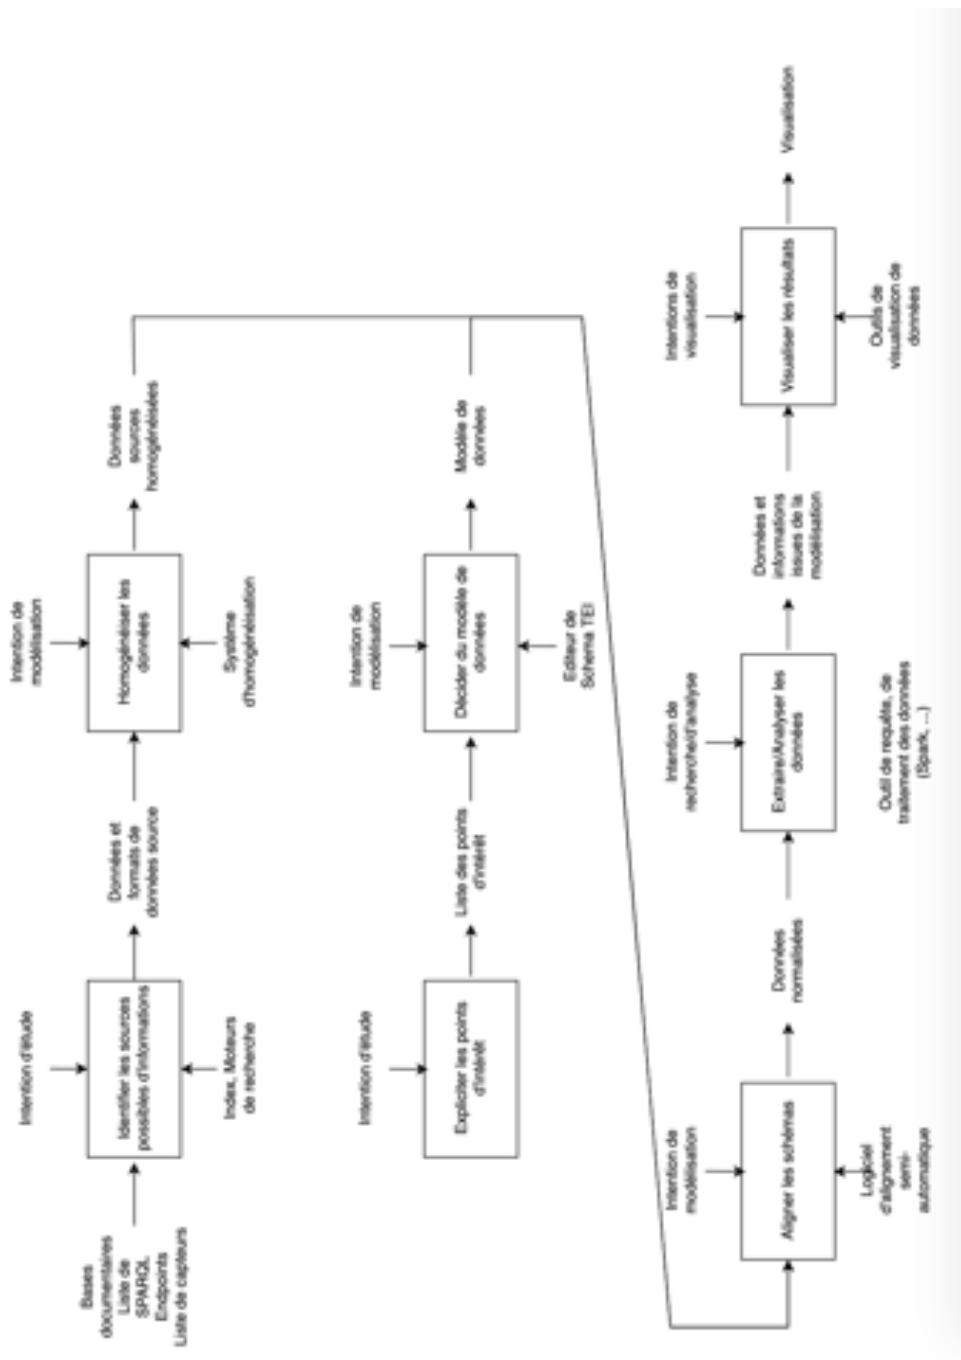 Intention d'étude
Bases
documentaires
Liste de
SPARQL
Endpoints
Liste de capteurs
Identifier les sources
possibles d'informations
Index, Moteurs
de recherche
Données et
formats de
données source
Intention de
modélisation
Homogénéiser les
données
Système
d'homogénéisation
Données
sources
homogénéisées
Intention d'étude
Expliciter les points
d'intérêt
Liste des points
d'intérêt
Intention de
modélisation
Décider du modèle de
données
Editeur de
Schema TEI
Modèle de
données
Intention de
modélisation
Aligner les schémas
Logiciel
d'alignement
semi-
automatique
Données
normalisées
Intention de
recherche/d'analyse
Extraire/Analyser les
données
Outil de requête, de
traitement des données
(Spark, ...)
Données et
informations
issues de la
modélisation
Intentions de
visualisation
Visualiser les résultats
Outils de
visualisation de
données
Visualisation